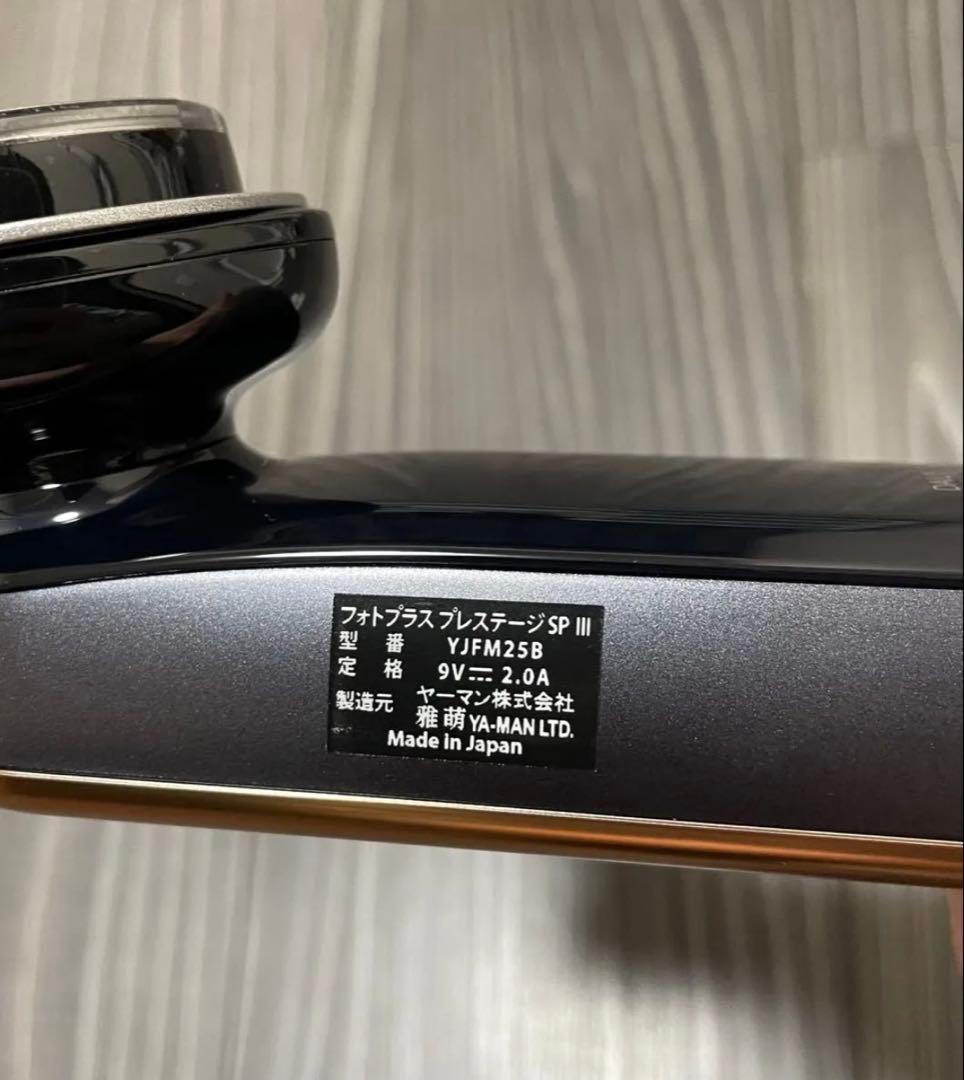 フォトプラス プレステージ SP III
型 番 YJFM25B
定 格 9V⎓2.0A
製造元 ヤーマン株式会社
雅萌 YA-MAN LTD.
Made in Japan